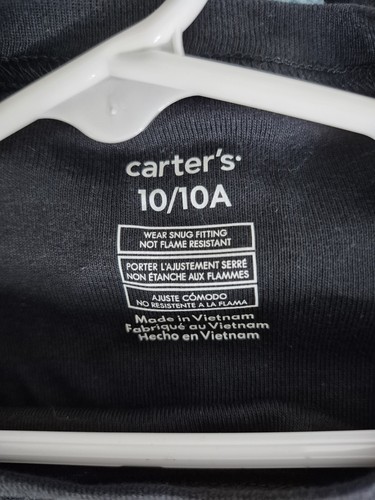 carter's
10/10A
WEAR SNUG FITTING
NOT FLAME RESISTANT
PORTER L'AJUSTEMENT SERRÉ
NON ÉTANCHE AUX FLAMMES
AJUSTE CÓMODO
NO RESISTENTE A LA FLAMA
Made in Vietnam
Fabriqué au Vietnam
Hecho en Vietnam